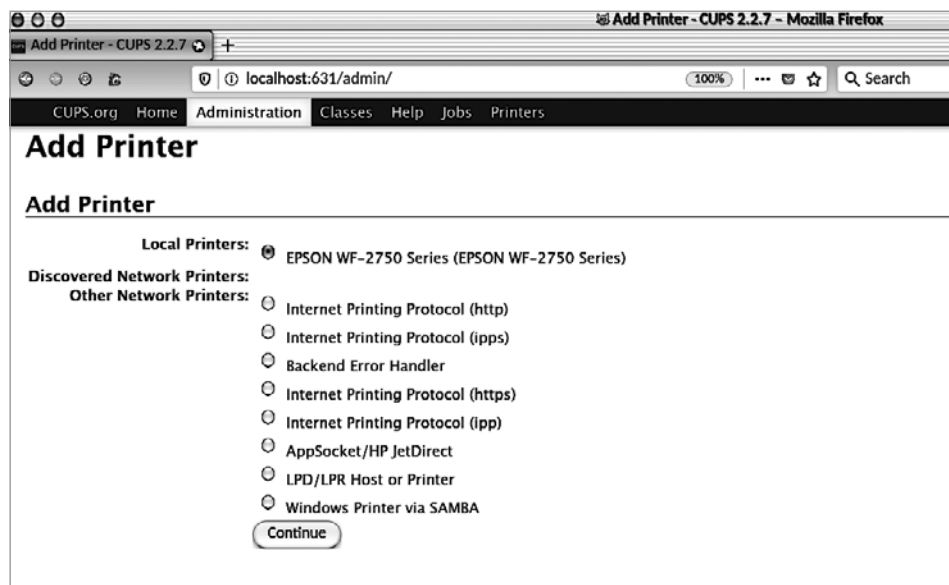 Add Printer - CUPS 2.2.7 - Mozilla Firefox
Add Printer - CUPS 2.2.7
localhost:631/admin/
100%
Search
CUPS.org Home Administration Classes Help Jobs Printers
Add Printer
Add Printer
Local Printers:
EPSON WF-2750 Series (EPSON WF-2750 Series)
Discovered Network Printers:
Other Network Printers:
Internet Printing Protocol (http)
Internet Printing Protocol (ipps)
Backend Error Handler
Internet Printing Protocol (https)
Internet Printing Protocol (ipp)
AppSocket/HP JetDirect
LPD/LPR Host or Printer
Windows Printer via SAMBA
Continue